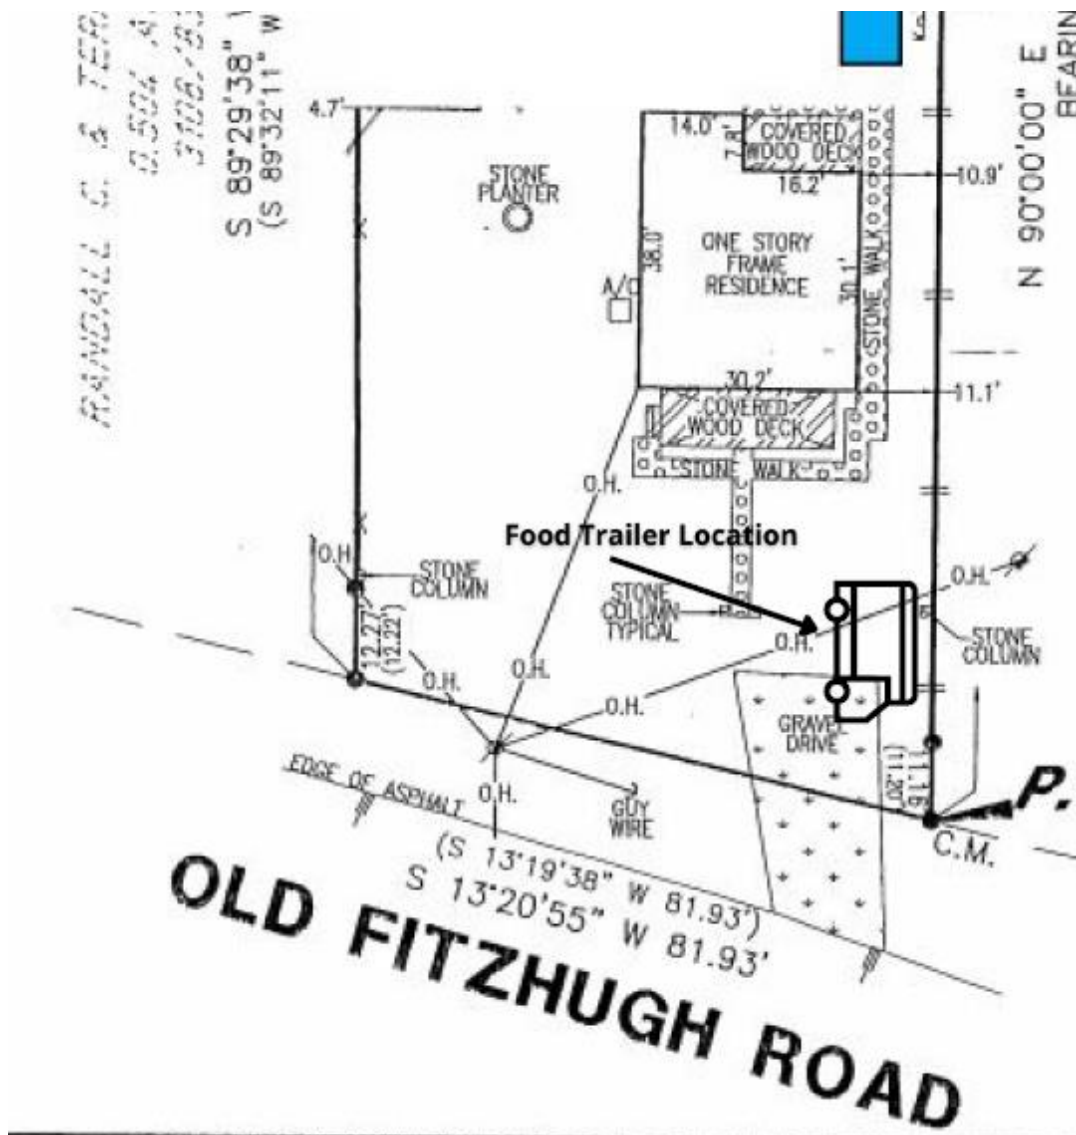 S 89°29'38"
(S 89°32'11" W
4.7'
14.0'
7.8'
COVERED
WOOD DECK
16.2'
10.9'
N 90°00'00" E
STONE
PLANTER
38.0'
ONE STORY
FRAME
RESIDENCE
30.1'
STONE WALK
A/C
30.2'
11.1'
COVERED
WOOD DECK
STONE WALK
O.H.
Food Trailer Location
O.H.
STONE
COLUMN
O.H.
STONE
COLUMN
TYPICAL
12.27'
(12.22')
O.H.
STONE
COLUMN
O.H.
O.H.
O.H.
GRAVEL
DRIVE
11.16'
(11.20')
EDGE OF ASPHALT
O.H.
GUY
WIRE
P.
C.M.
(S 13°19'38" W 81.93')
S 13°20'55" W 81.93'
OLD FITZHUGH ROAD